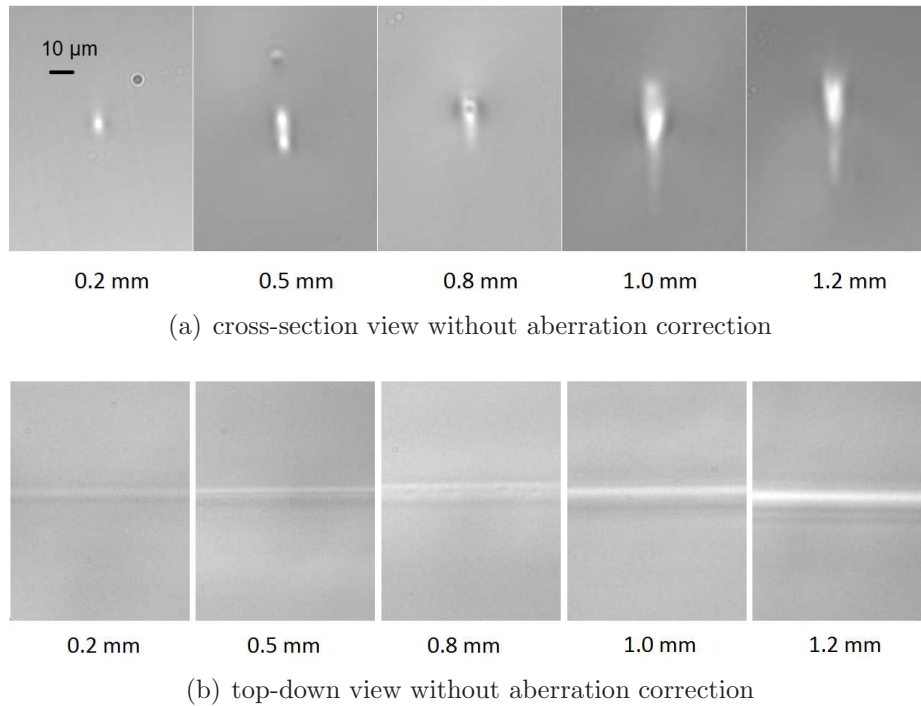 10 µm
0.2 mm 0.5 mm 0.8 mm 1.0 mm 1.2 mm
(a) cross-section view without aberration correction
0.2 mm 0.5 mm 0.8 mm 1.0 mm 1.2 mm
(b) top-down view without aberration correction